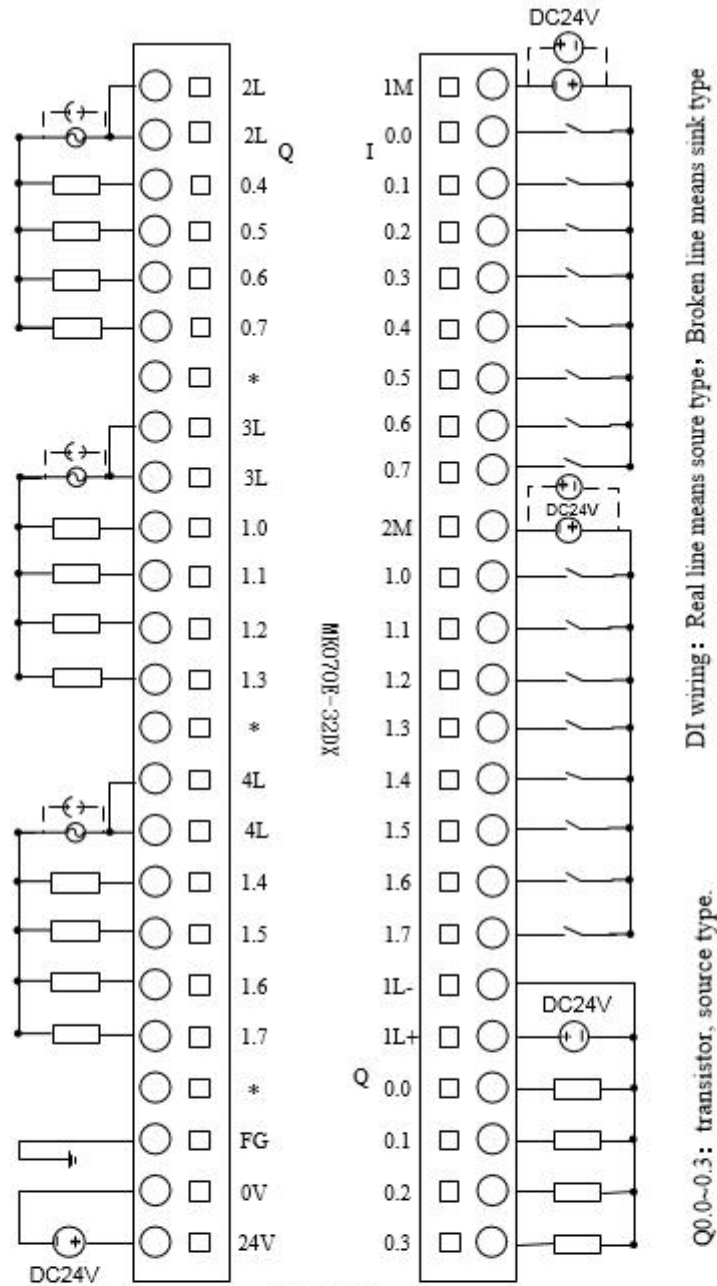 DC24V
2L
2L
Q
0.4
0.5
0.6
0.7
*
3L
3L
1.0
1.1
1.2
1.3
*
4L
4L
1.4
1.5
1.6
1.7
*
FG
0V
24V
DC24V
MK070E-32DX
1M
I
0.0
0.1
0.2
0.3
0.4
0.5
0.6
0.7
DC24V
2M
1.0
1.1
1.2
1.3
1.4
1.5
1.6
1.7
1L-
DC24V
1L+
Q
0.0
0.1
0.2
0.3
DI wiring: Real line means soure type, Broken line means sink type
Q0.0~0.3: transistor, source type.